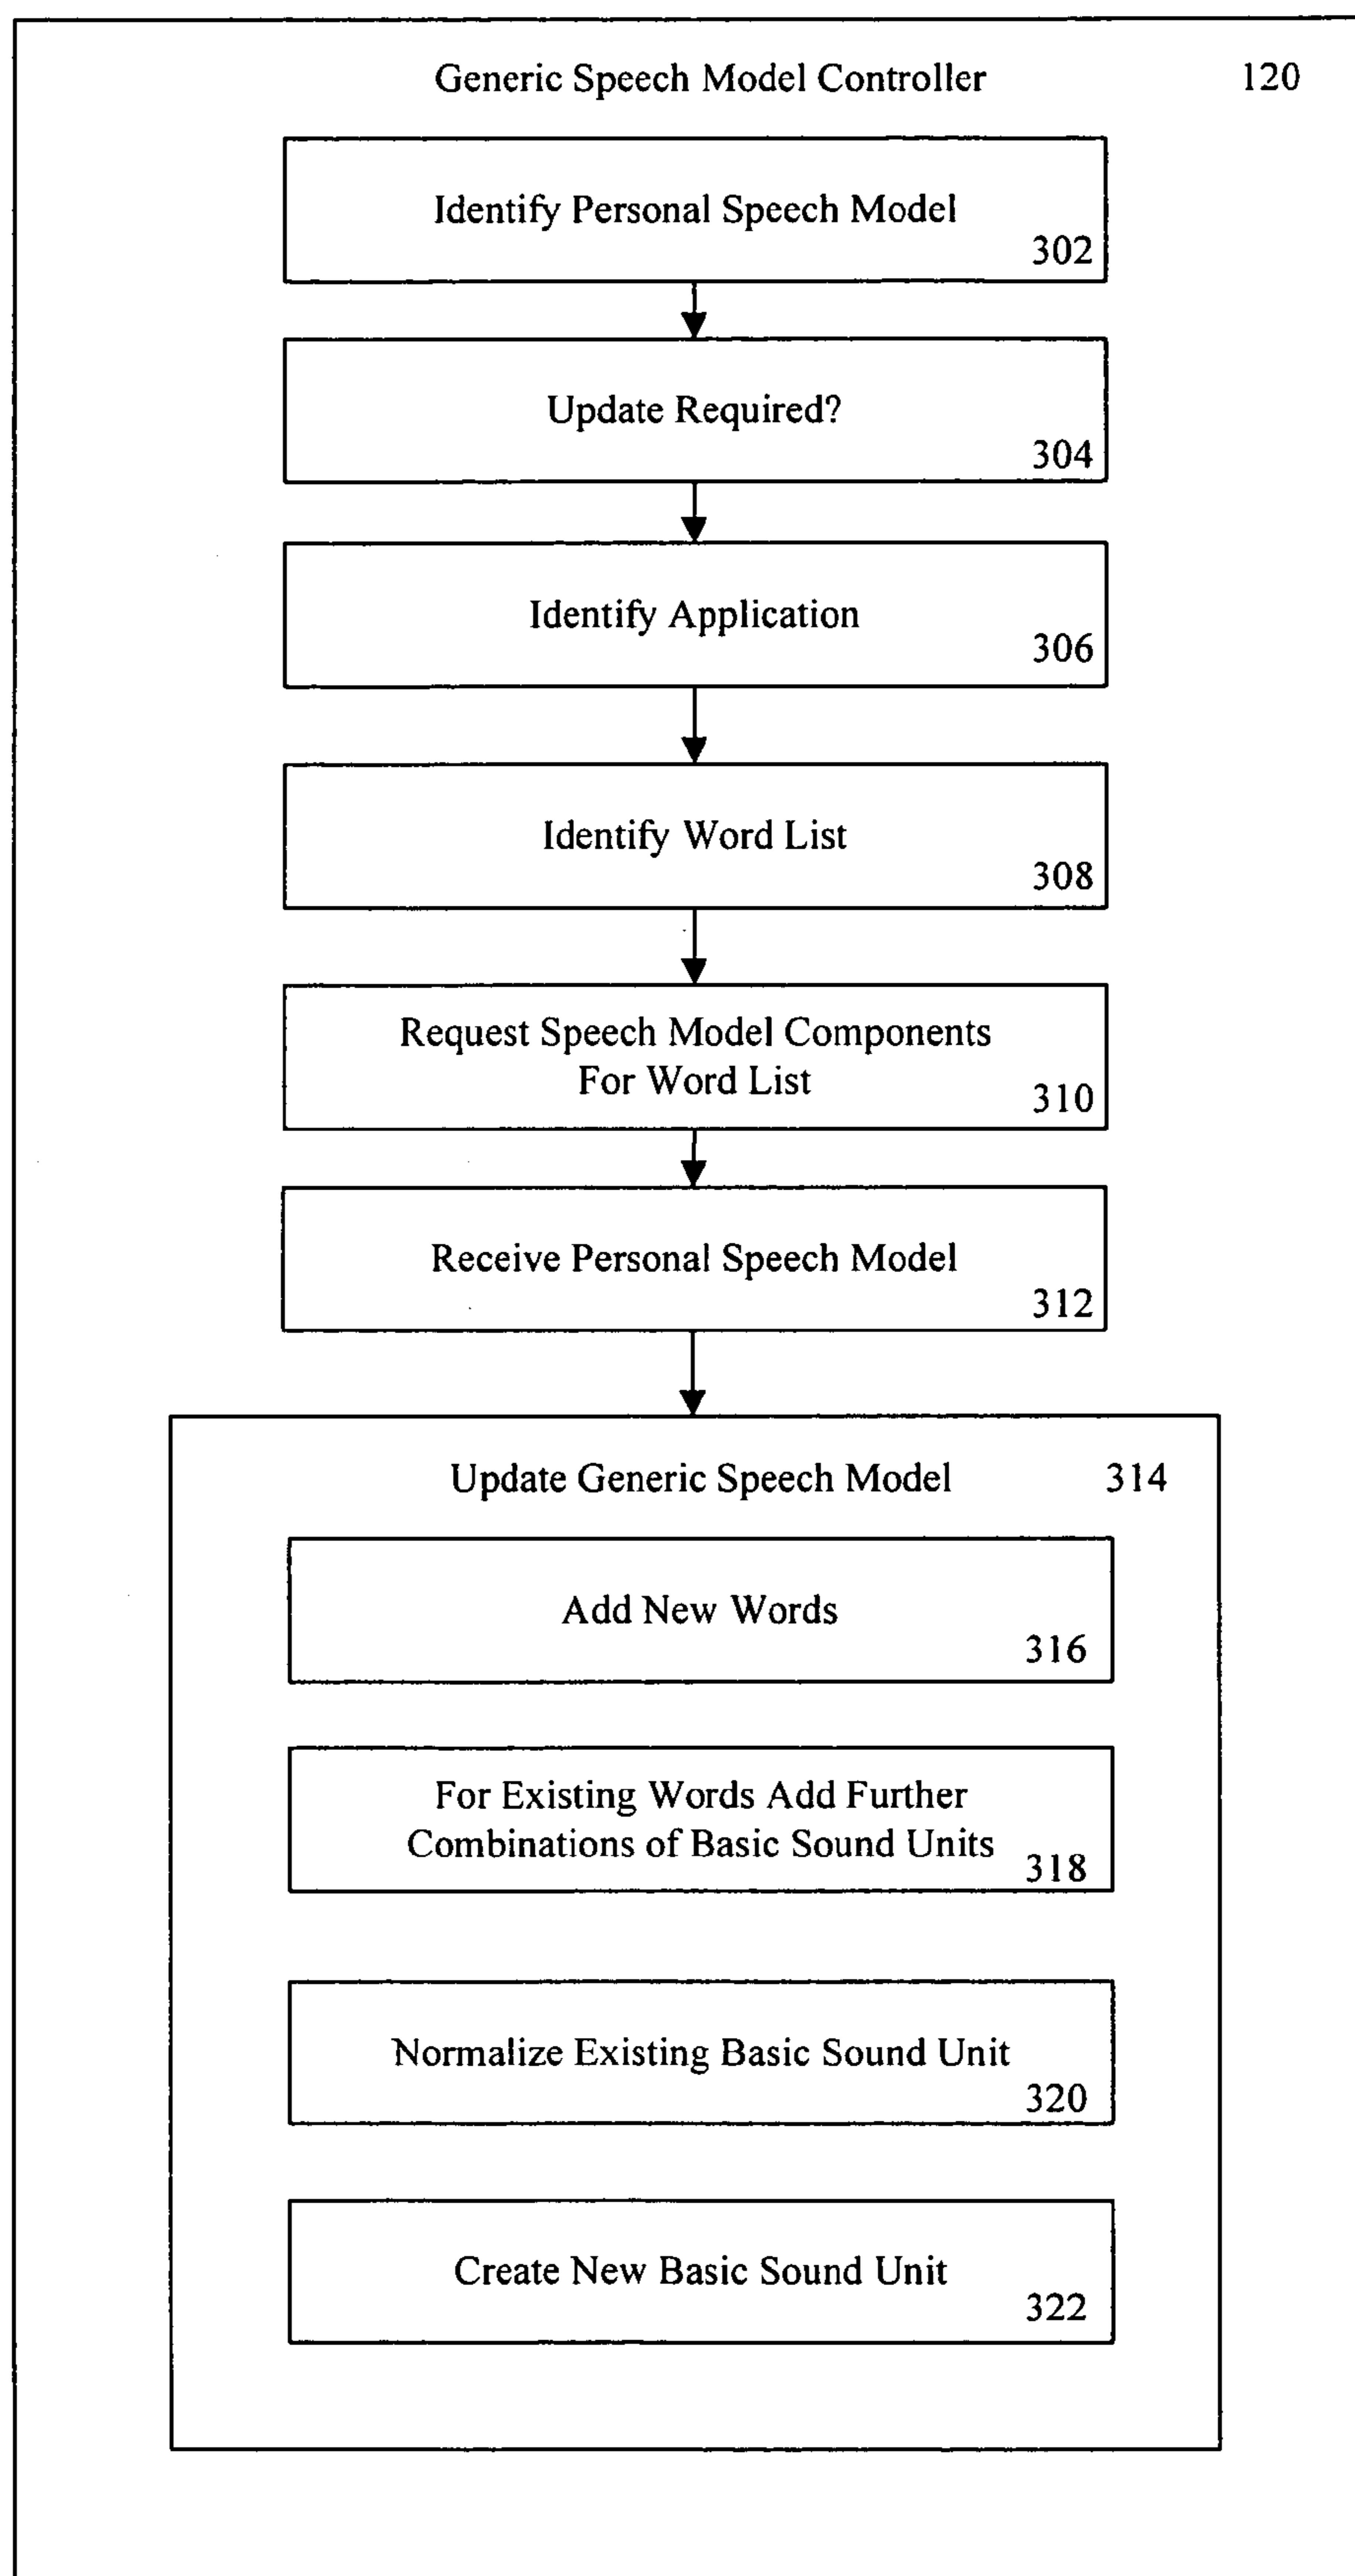 Generic Speech Model Controller 120
Identify Personal Speech Model
302
Update Required?
304
Identify Application
306
Identify Word List
308
Request Speech Model Components
For Word List
310
Receive Personal Speech Model
312
Update Generic Speech Model 314
Add New Words
316
For Existing Words Add Further
Combinations of Basic Sound Units
318
Normalize Existing Basic Sound Unit
320
Create New Basic Sound Unit
322